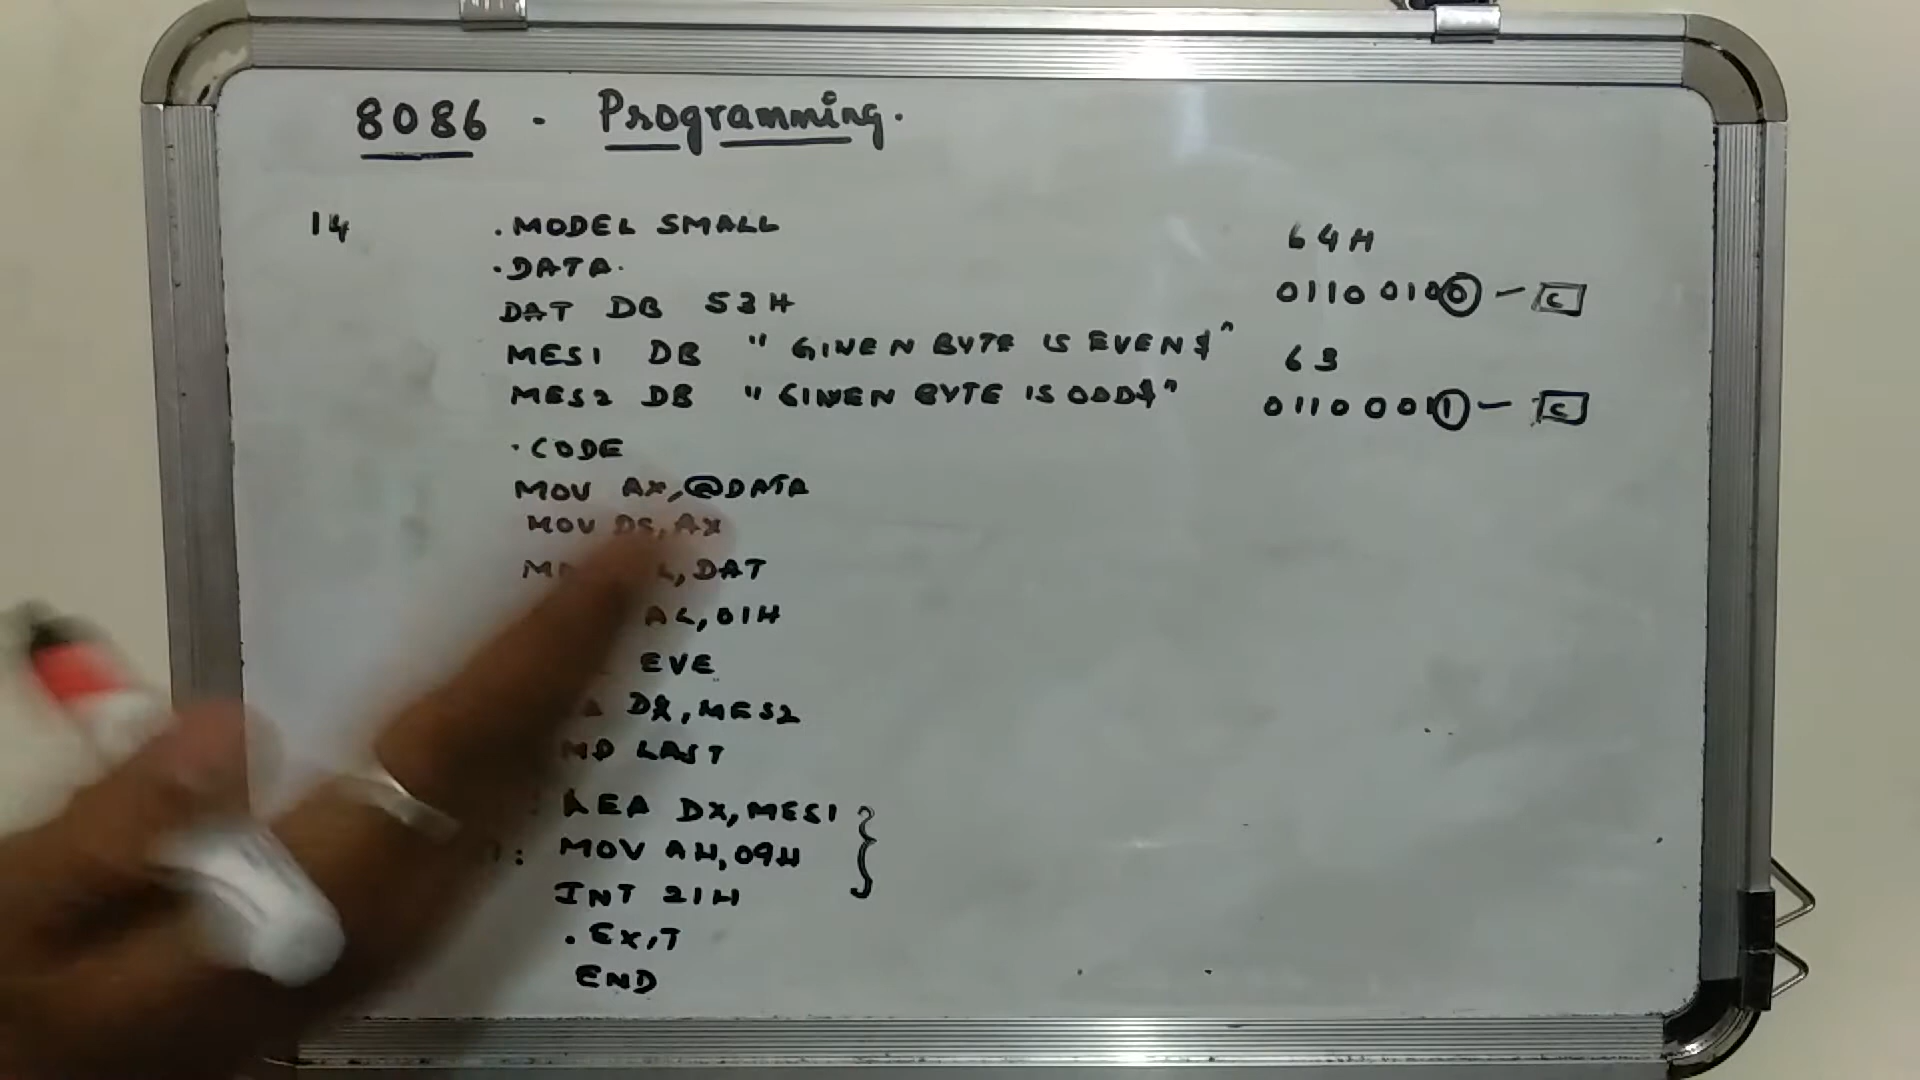 8086 - Programming.
14
.MODEL SMALL
.DATA.
DAT DB 53H
MES1 DB "GIVEN BYTE IS EVEN$"
MES2 DB "GIVEN BYTE IS ODD$"
.CODE
MOV AX,@DATA
MOV DS,AX
,DAT
AL,01H
EVE
DX,MES2
LAST
LEA DX,MES1
: MOV AH,09H
INT 21H
.EXIT
END
64H
01100100 - C
63
01100011 - C